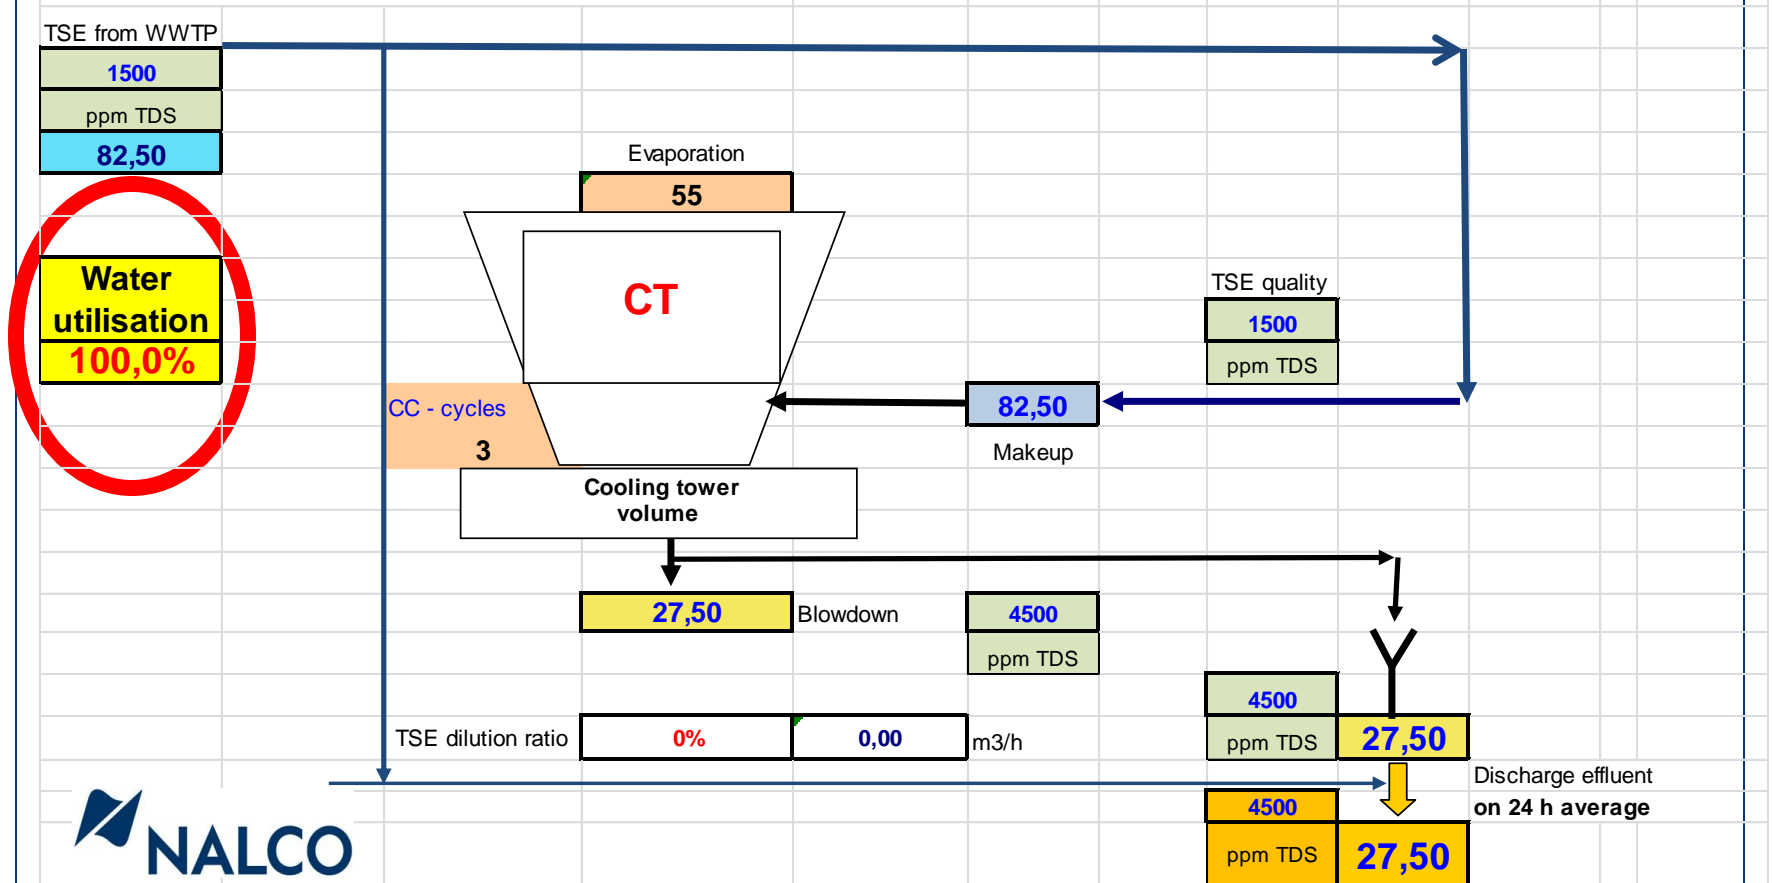 TSE from WWTP
1500
ppm TDS
82,50
Water
utilisation
100,0%
Evaporation
55
CT
TSE quality
1500
ppm TDS
CC - cycles
3
82,50
Makeup
Cooling tower
volume
27,50 Blowdown
4500
ppm TDS
TSE dilution ratio 0% 0,00 m3/h
4500
ppm TDS 27,50
Discharge effluent
on 24 h average
4500
ppm TDS 27,50
NALCO